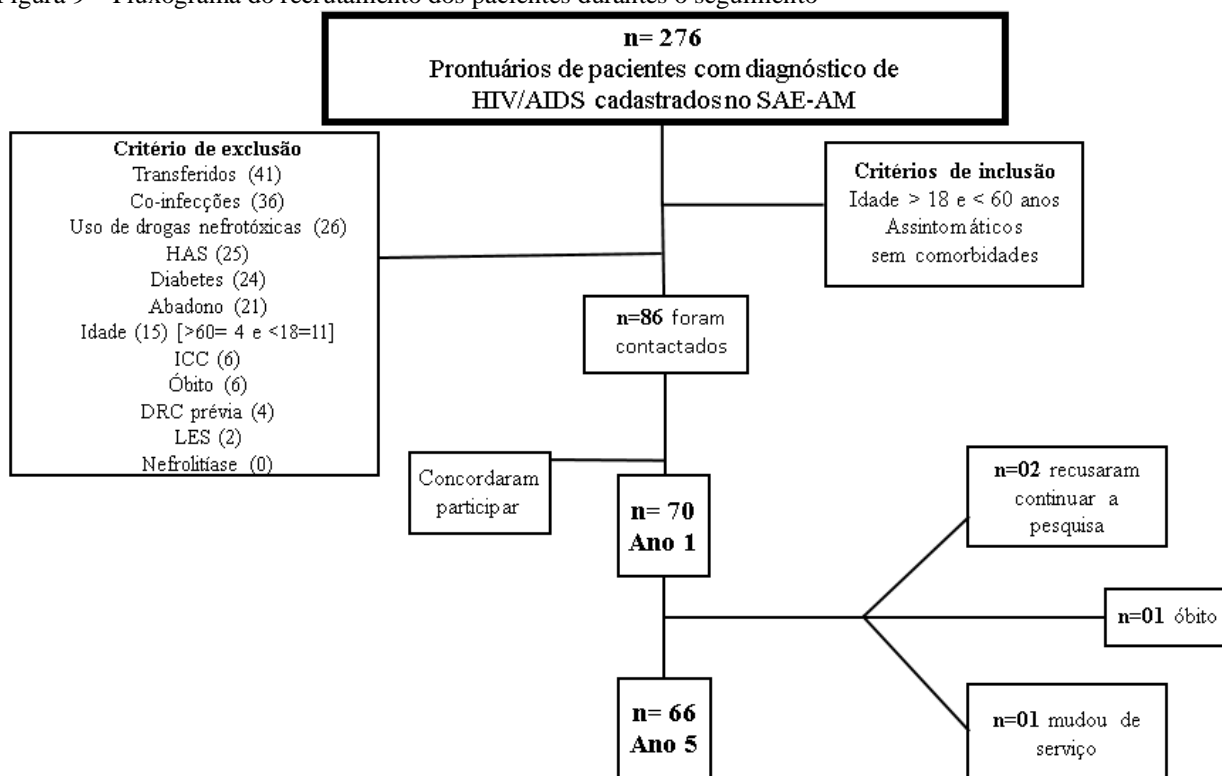 Figura 9 – Fluxograma do recrutamento dos pacientes durantes o seguimento
n= 276
Prontuários de pacientes com diagnóstico de
HIV/AIDS cadastrados no SAE-AM
Critério de exclusão
Transferidos (41)
Co-infecções (36)
Uso de drogas nefrotóxicas (26)
HAS (25)
Diabetes (24)
Abadono (21)
Idade (15) [>60= 4 e <18=11]
ICC (6)
Óbito (6)
DRC prévia (4)
LES (2)
Nefrolitíase (0)
Critérios de inclusão
Idade > 18 e < 60 anos
Assintomáticos
sem comorbidades
n=86 foram
contactados
Concordaram
participar
n= 70
Ano 1
n=02 recusaram
continuar a
pesquisa
n=01 óbito
n=01 mudou de
serviço
n= 66
Ano 5